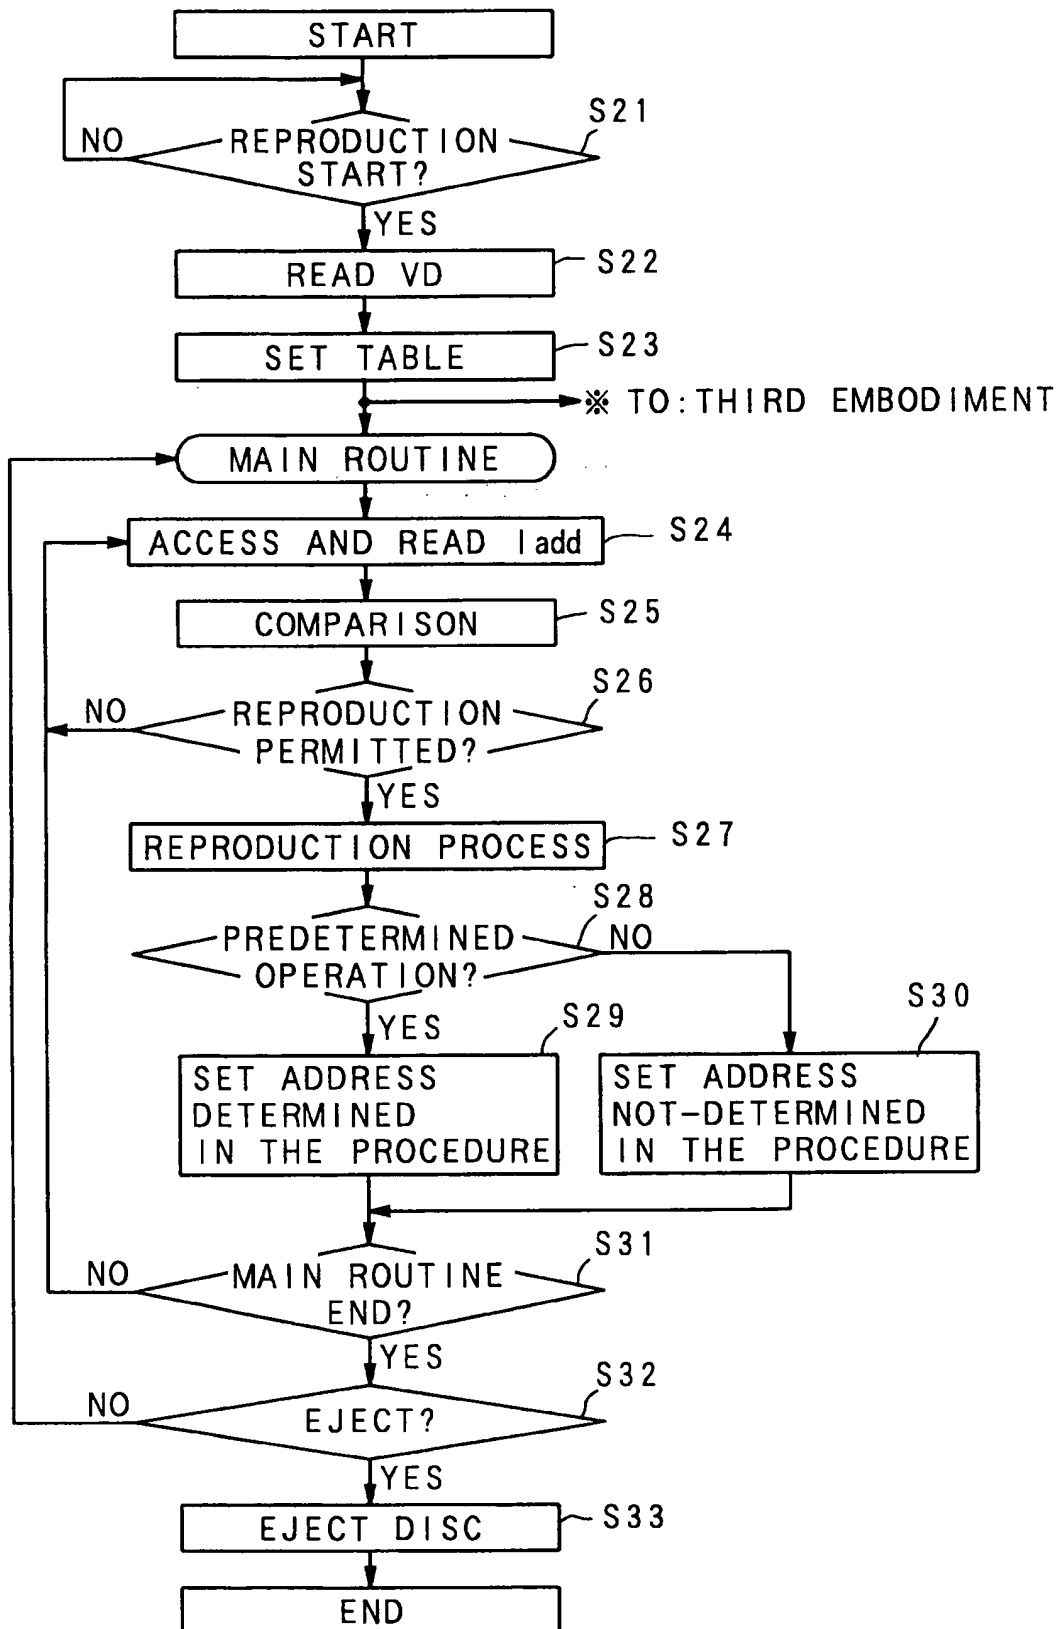 START
S21
NO
REPRODUCTION
START?
YES
S22
READ VD
S23
SET TABLE
※ TO:THIRD EMBODIMENT
MAIN ROUTINE
S24
ACCESS AND READ Iadd
S25
COMPARISON
S26
NO
REPRODUCTION
PERMITTED?
YES
S27
REPRODUCTION PROCESS
S28
PREDETERMINED
OPERATION?
NO
YES
S29
S30
SET ADDRESS
DETERMINED
IN THE PROCEDURE
SET ADDRESS
NOT-DETERMINED
IN THE PROCEDURE
S31
NO
MAIN ROUTINE
END?
YES
S32
NO
EJECT?
YES
S33
EJECT DISC
END